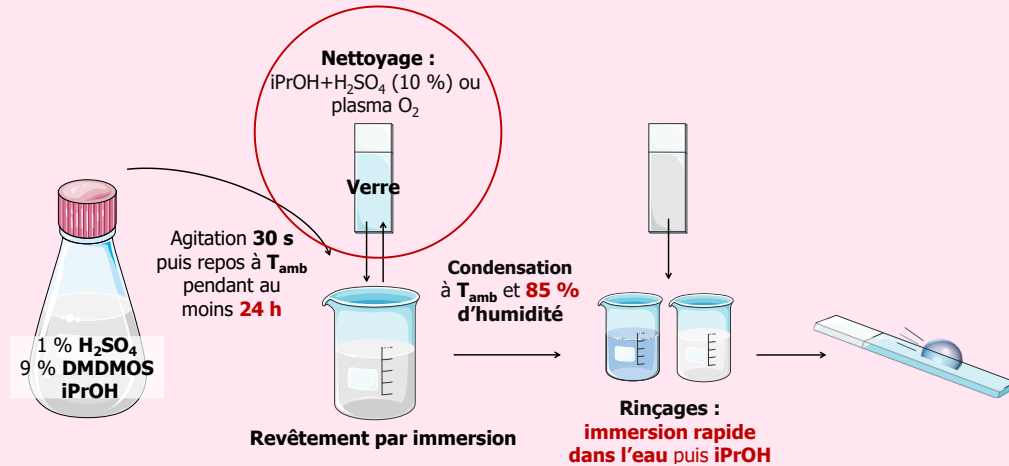 Nettoyage :
iPrOH+H₂SO₄ (10 %) ou
plasma O₂
Verre
Agitation 30 s
puis repos à Tamb
pendant au
moins 24 h
1 % H₂SO₄
9 % DMDMOS
iPrOH
Revêtement par immersion
Condensation
à Tamb et 85 %
d'humidité
Rinçages :
immersion rapide
dans l'eau puis iPrOH